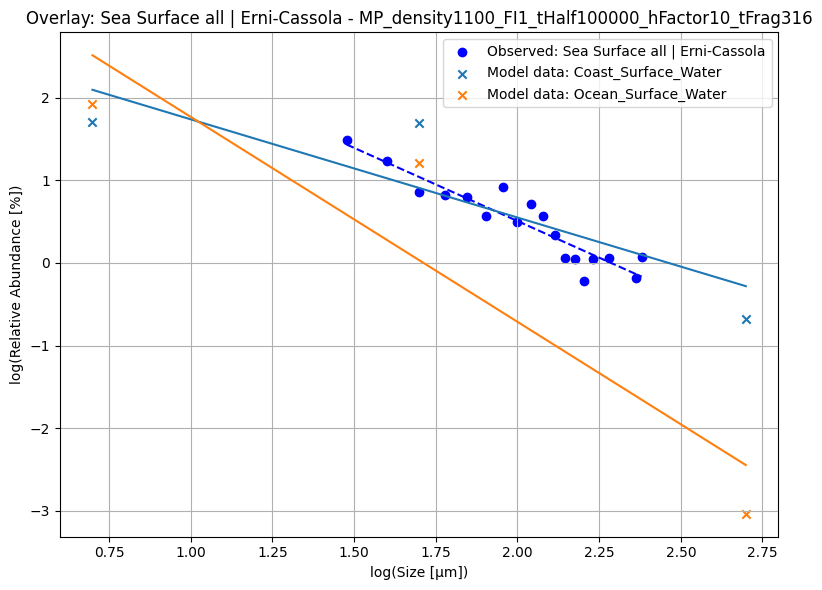 Overlay: Sea Surface all | Erni-Cassola - MP_density1100_FI1_tHalf100000_hFactor10_tFrag316
Observed: Sea Surface all | Erni-Cassola
Model data: Coast_Surface_Water
Model data: Ocean_Surface_Water
log(Relative Abundance [%])
2
1
0
−1
−2
−3
0.75
1.00
1.25
1.50
1.75
2.00
2.25
2.50
2.75
log(Size [μm])